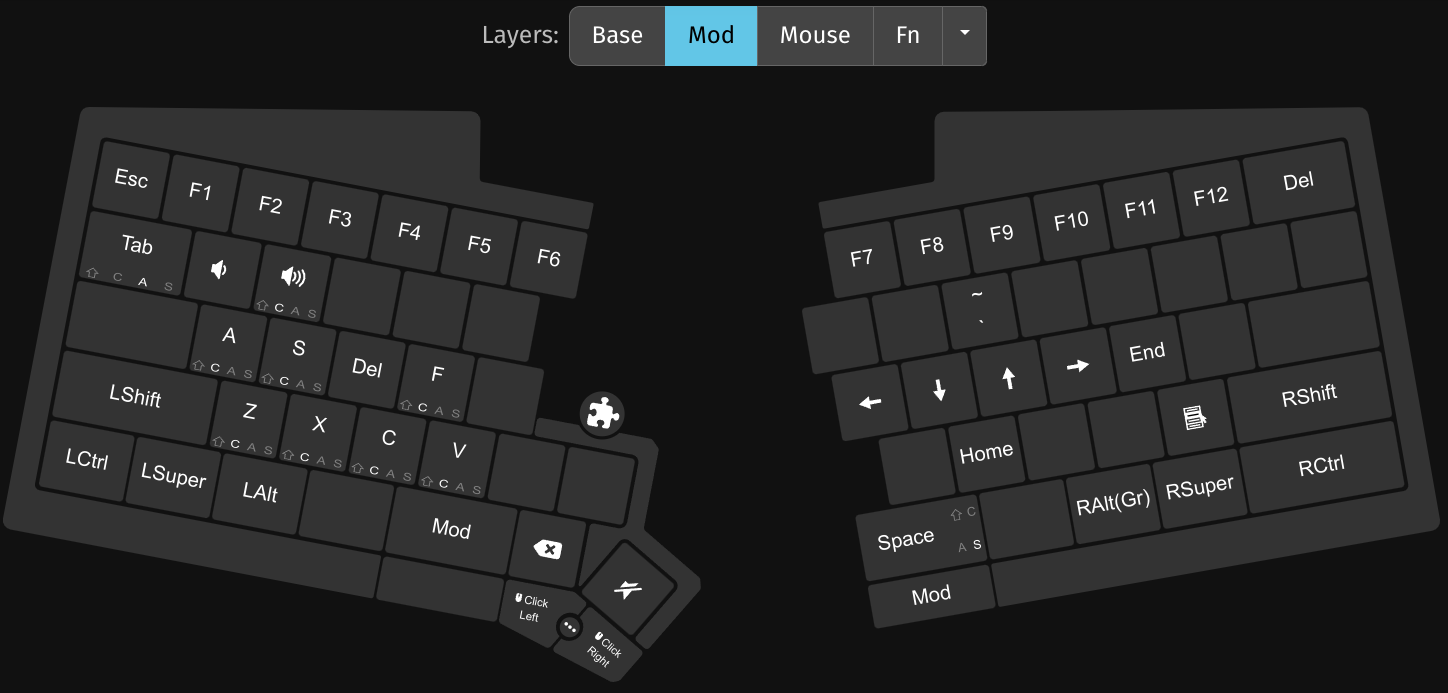 Layers: Base Mod Mouse Fn
Esc F1 F2 F3 F4 F5 F6
Tab
C A S
C A S
A S Del F
C A S C A S C A S
LShift Z X C V
C A S C A S C A S C A S
LCtrl LSuper LAlt Mod
Click
Left
Click
Right
F7 F8 F9 F10 F11 F12 Del
~
`
End
Home RShift
Space C
A S
RAlt(Gr) RSuper RCtrl
Mod